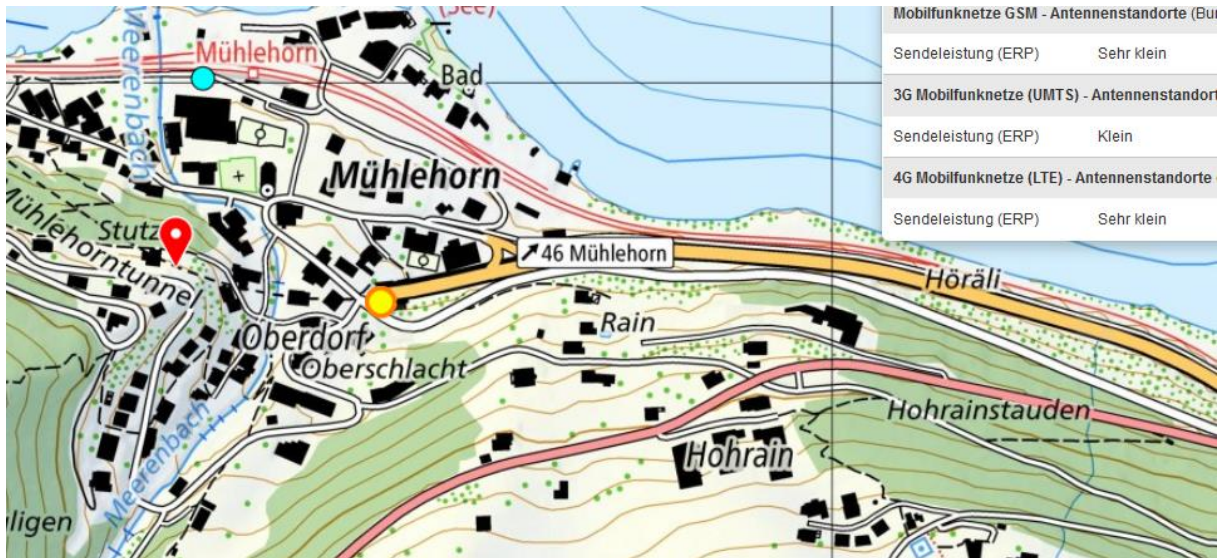 (See)
Meerenbach
Mühlehorn
Bad
Mühlehorn
Stutz
Mühlehorntunnel
46 Mühlehorn
Höräli
Oberdorf
Rain
Oberschlacht
Hohrainstauden
Meerenbach
Hohrain
ligen
Mobilfunknetze GSM - Antennenstandorte (Bur
Sendeleistung (ERP) Sehr klein
3G Mobilfunknetze (UMTS) - Antennenstandort
Sendeleistung (ERP) Klein
4G Mobilfunknetze (LTE) - Antennenstandorte
Sendeleistung (ERP) Sehr klein